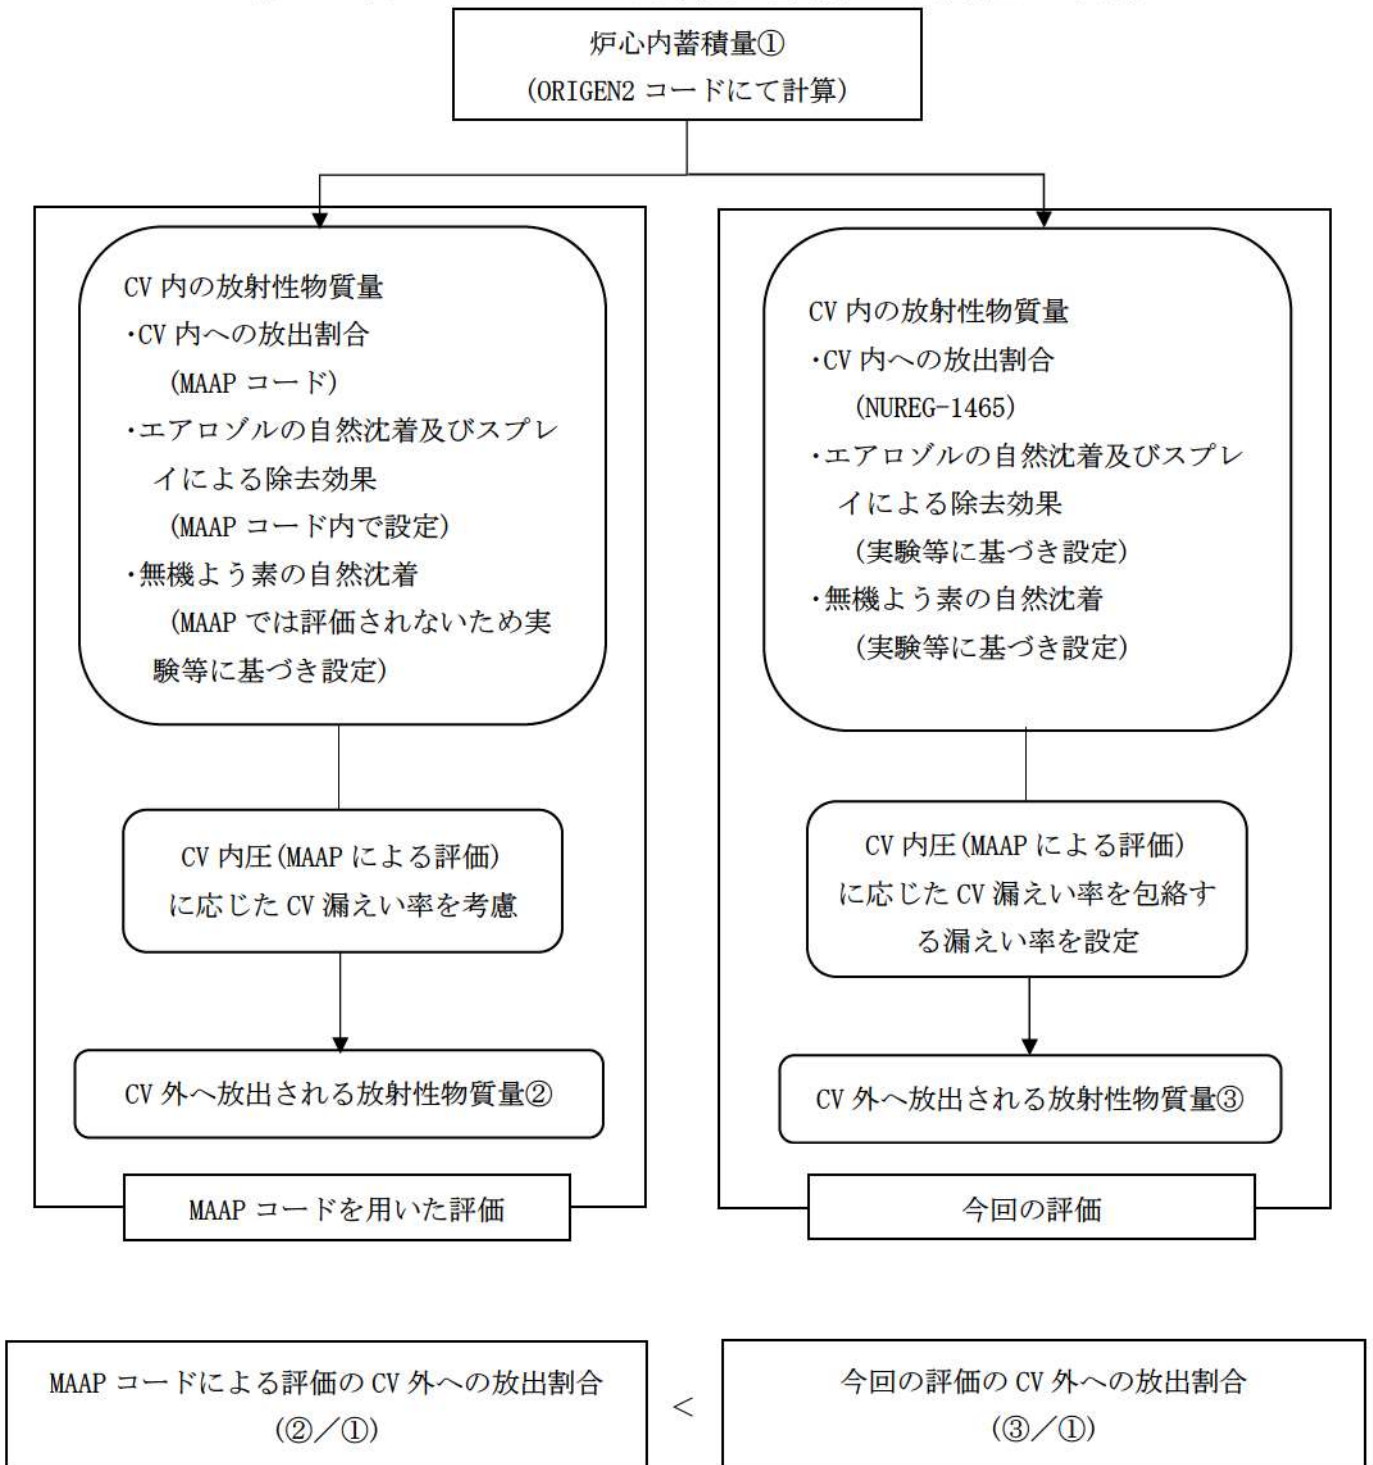 炉心内蓄積量①
(ORIGEN2 コードにて計算)
CV 内の放射性物質量
・CV 内への放出割合
(MAAP コード)
・エアロゾルの自然沈着及びスプレ
イによる除去効果
(MAAP コード内で設定)
・無機よう素の自然沈着
(MAAP では評価されないため実
験等に基づき設定)
CV 内圧(MAAP による評価)
に応じた CV 漏えい率を考慮
CV 外へ放出される放射性物質量②
MAAP コードを用いた評価
CV 内の放射性物質量
・CV 内への放出割合
(NUREG-1465)
・エアロゾルの自然沈着及びスプレ
イによる除去効果
(実験等に基づき設定)
・無機よう素の自然沈着
(実験等に基づき設定)
CV 内圧(MAAP による評価)
に応じた CV 漏えい率を包絡す
る漏えい率を設定
CV 外へ放出される放射性物質量③
今回の評価
MAAP コードによる評価の CV 外への放出割合
(②／①)
＜
今回の評価の CV 外への放出割合
(③／①)